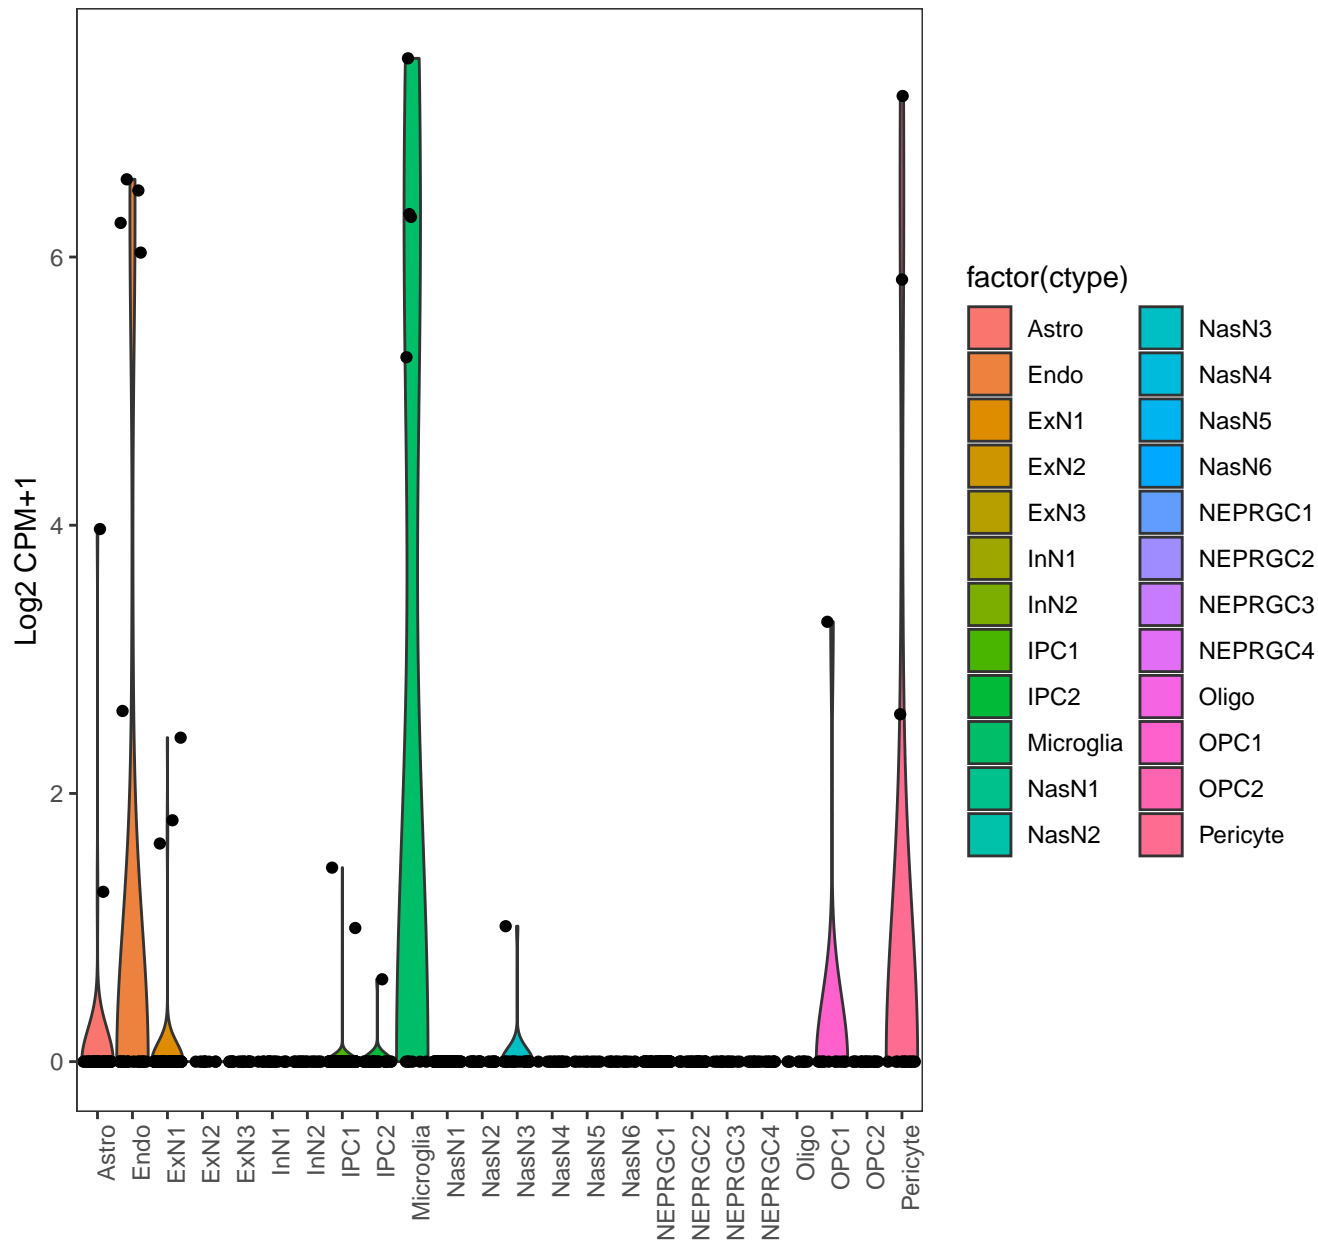 Log2 CPM+1
6
4
2
0
Astro
Endo
ExN1
ExN2
ExN3
InN1
InN2
IPC1
IPC2
Microglia
NasN1
NasN2
NasN3
NasN4
NasN5
NasN6
NEPRGC1
NEPRGC2
NEPRGC3
NEPRGC4
Oligo
OPC1
OPC2
Pericyte
factor(ctype)
Astro
Endo
ExN1
ExN2
ExN3
InN1
InN2
IPC1
IPC2
Microglia
NasN1
NasN2
NasN3
NasN4
NasN5
NasN6
NEPRGC1
NEPRGC2
NEPRGC3
NEPRGC4
Oligo
OPC1
OPC2
Pericyte